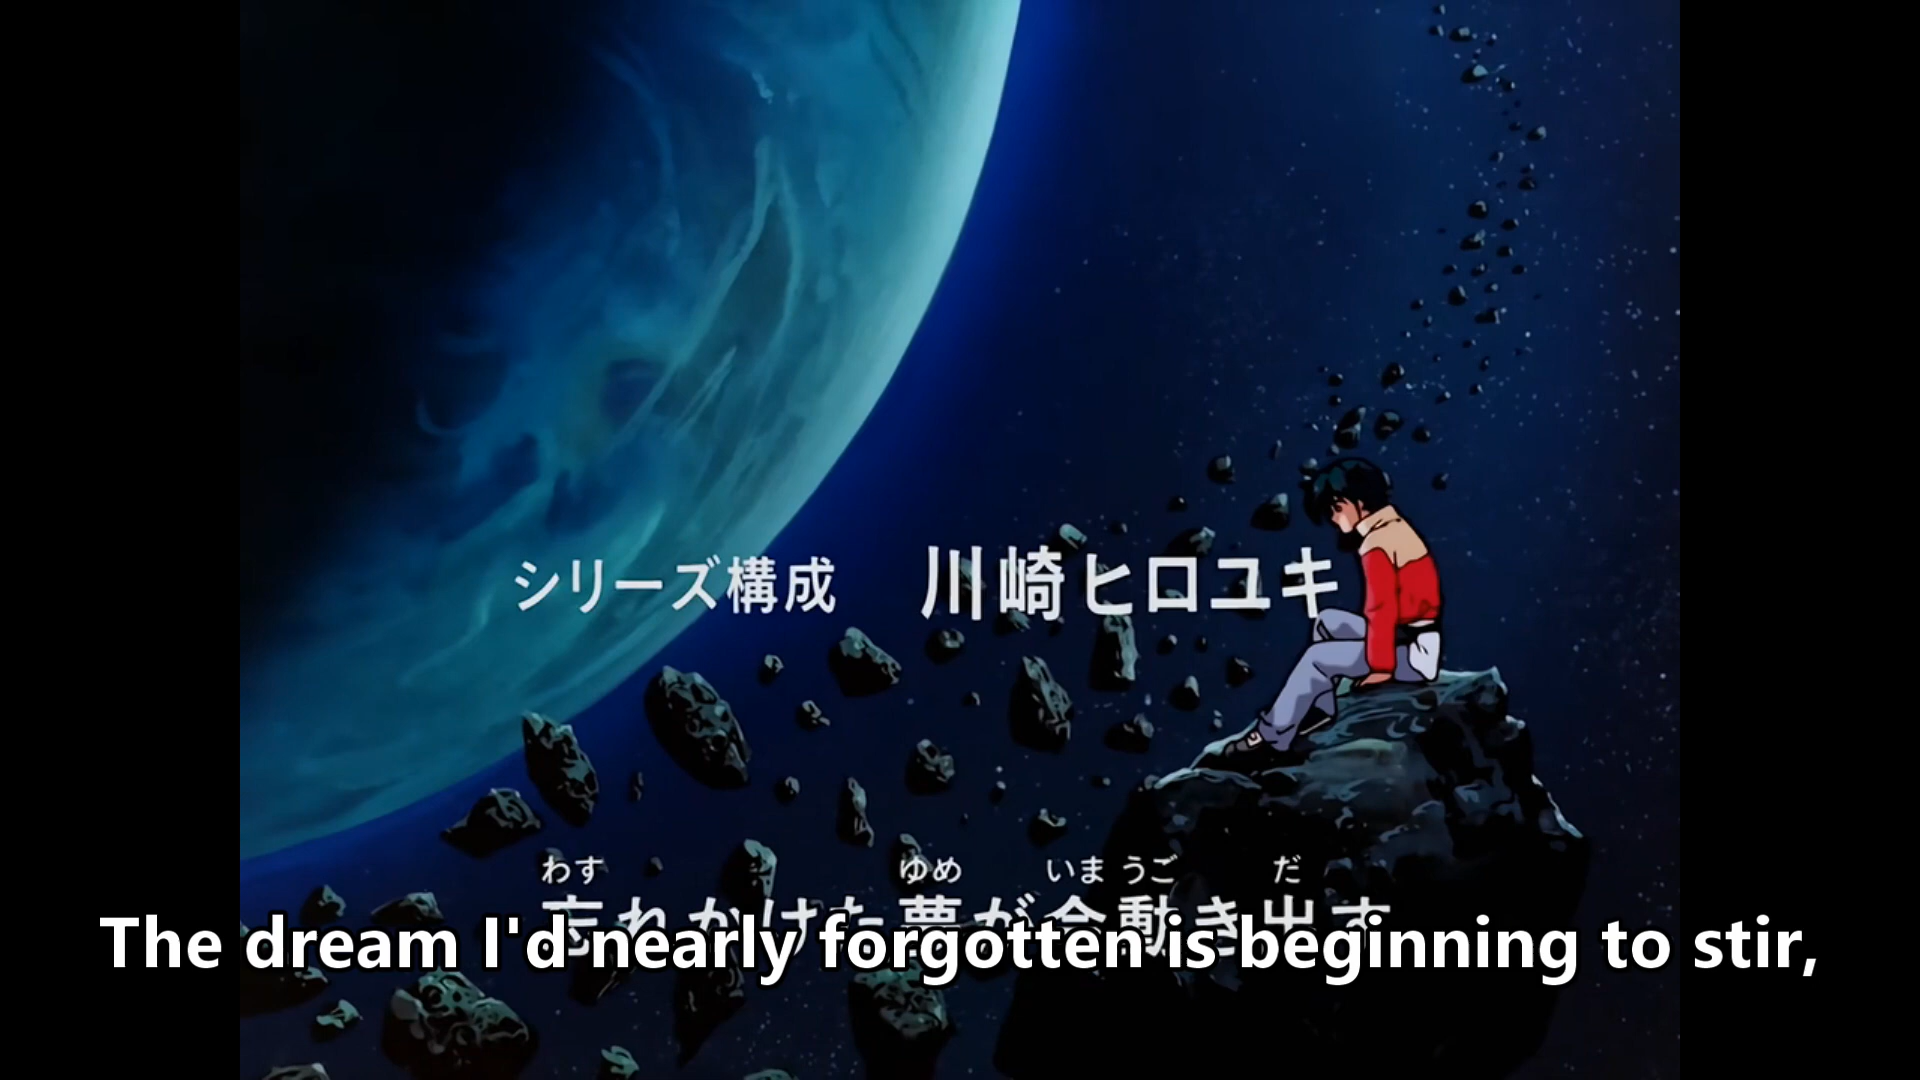 シリーズ構成 川崎ヒロユキ
わす ゆめ いま うご だ
忘れかけた夢が今動き出す
The dream I'd nearly forgotten is beginning to stir,